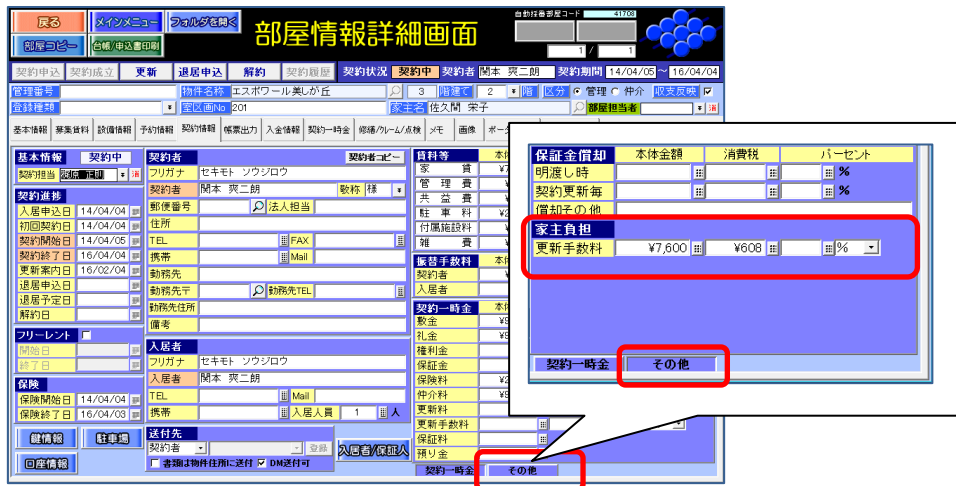 戻る メインメニュー フォルダを開く
部屋コピー 台帳/申込書印刷
部屋情報詳細画面
自動採番部屋コード 41708
1 / 1
契約申込 契約成立 更新 退居申込 解約 契約履歴 契約状況 契約中 契約者 関本 爽二朗 契約期間 14/04/05 ~ 16/04/04
管理番号 物件名称 エスポワール美しが丘 3 階建て 2 階 区分 管理 仲介 収支反映
登録種類 室区画No 201 家主名 佐久間 栄子 部屋担当者 消
基本情報 募集賃料 設備情報 予約情報 契約情報 帳票出力 入金情報 契約一時金 修繕/クレーム/点検 メモ 画像
基本情報 契約中
契約担当 消
契約進捗
入居申込日 14/04/04
初回契約日 14/04/04
契約開始日 14/04/05
契約終了日 16/04/04
更新案内日 16/02/04
退居申込日
退居予定日
解約日
フリーレント
開始日
終了日
保険
保険開始日 14/04/04
保険終了日 16/04/03
鍵情報 駐車場
口座情報
契約者 契約者コピー
フリガナ セキモト ソウジロウ
契約者 関本 爽二朗 敬称 様
郵便番号 法人担当
住所
TEL FAX
携帯 Mail
勤務先
勤務先〒 勤務先TEL
勤務先住所
備考
入居者
フリガナ セキモト ソウジロウ
入居者 関本 爽二朗
TEL Mail
携帯 入居人員 1 人
送付先
契約者 登録
書類は物件住所に送付 DM送付可
入居者/保証人
賃料等
家 賃
管 理 費
共 益 費
駐 車 料
付属施設料
雑 費
振替手数料
契約者
入居者
契約一時金
敷金
礼金
権利金
保証金
保険料
仲介料
更新料
更新手数料
保証料
預り金
契約一時金 その他
保証金償却 本体金額 消費税 パーセント
明渡し時 %
契約更新毎 %
償却その他
家主負担
更新手数料 ¥7,600 ¥608 %
契約一時金 その他